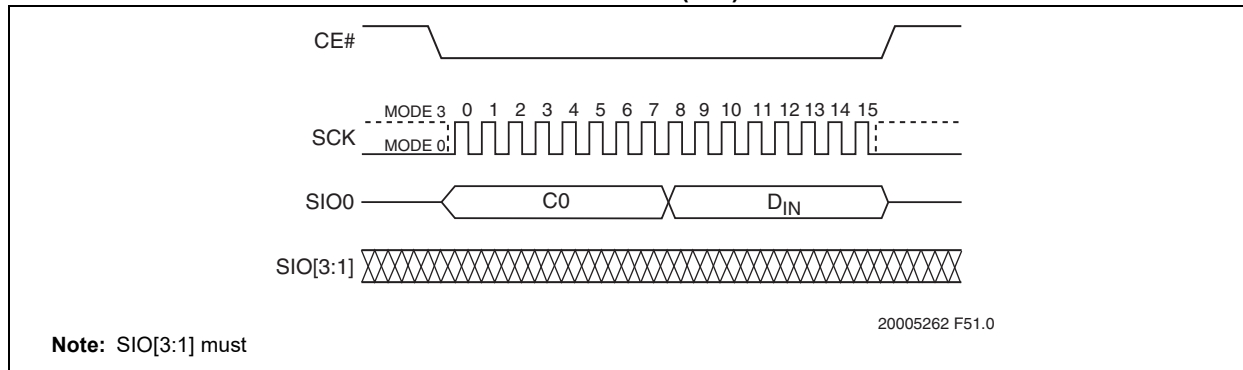 CE#
MODE 3 0 1 2 3 4 5 6 7 8 9 10 11 12 13 14 15
SCK
MODE 0
SIO0 C0 DIN
SIO[3:1]
20005262 F51.0
Note: SIO[3:1] must